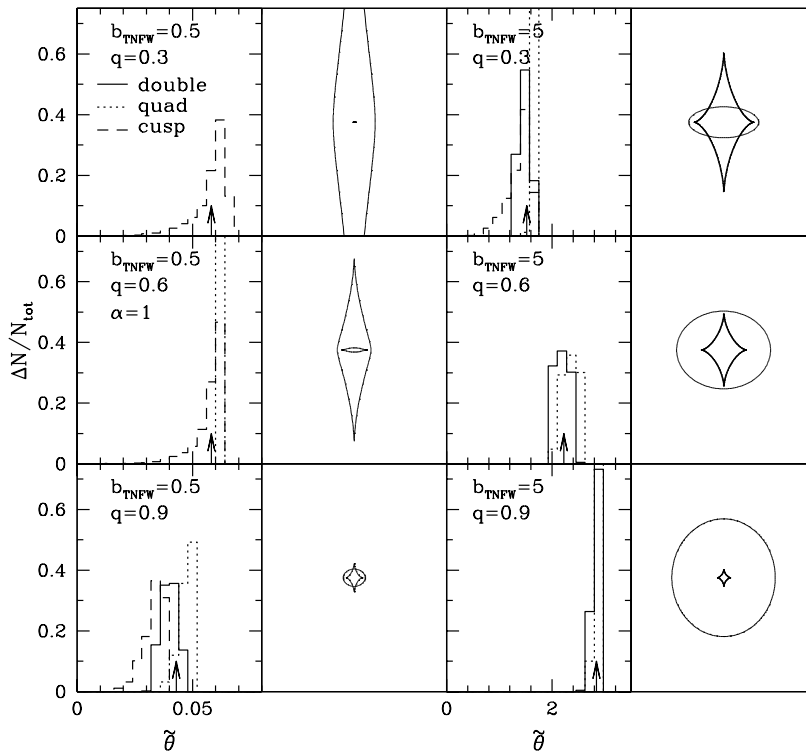 b_TNFW=0.5
q=0.3
double
quad
cusp
b_TNFW=5
q=0.3
0.6
0.4
0.2
0
b_TNFW=0.5
q=0.6
α=1
b_TNFW=5
q=0.6
ΔN/N_tot
0.6
0.4
0.2
0
b_TNFW=0.5
q=0.9
b_TNFW=5
q=0.9
0.6
0.4
0.2
0
0
0.05
0
2
θ̃
θ̃